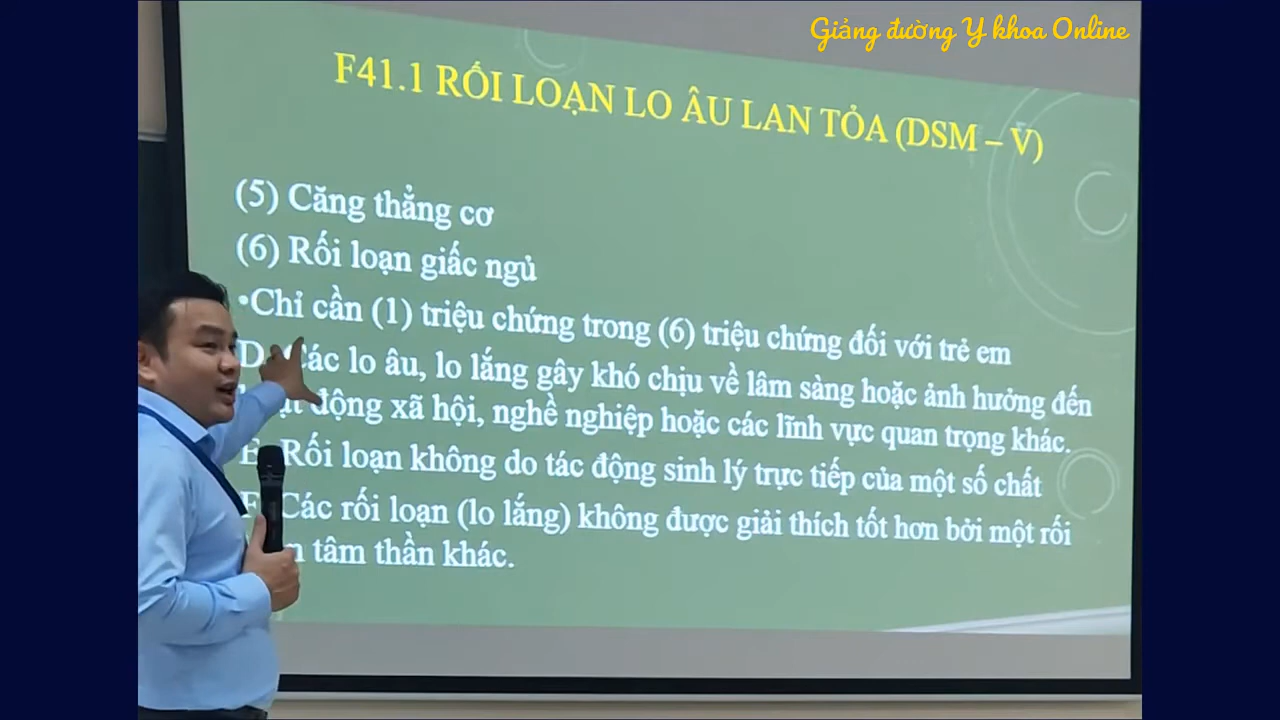 Giảng đường Y khoa Online
F41.1 RỐI LOẠN LO ÂU LAN TỎA (DSM – V)
(5) Căng thẳng cơ
(6) Rối loạn giấc ngủ
•Chỉ cần (1) triệu chứng trong (6) triệu chứng đối với trẻ em
D. Các lo âu, lo lắng gây khó chịu về lâm sàng hoặc ảnh hưởng đến
động xã hội, nghề nghiệp hoặc các lĩnh vực quan trọng khác.
E. Rối loạn không do tác động sinh lý trực tiếp của một số chất
F. Các rối loạn (lo lắng) không được giải thích tốt hơn bởi một rối
tâm thần khác.